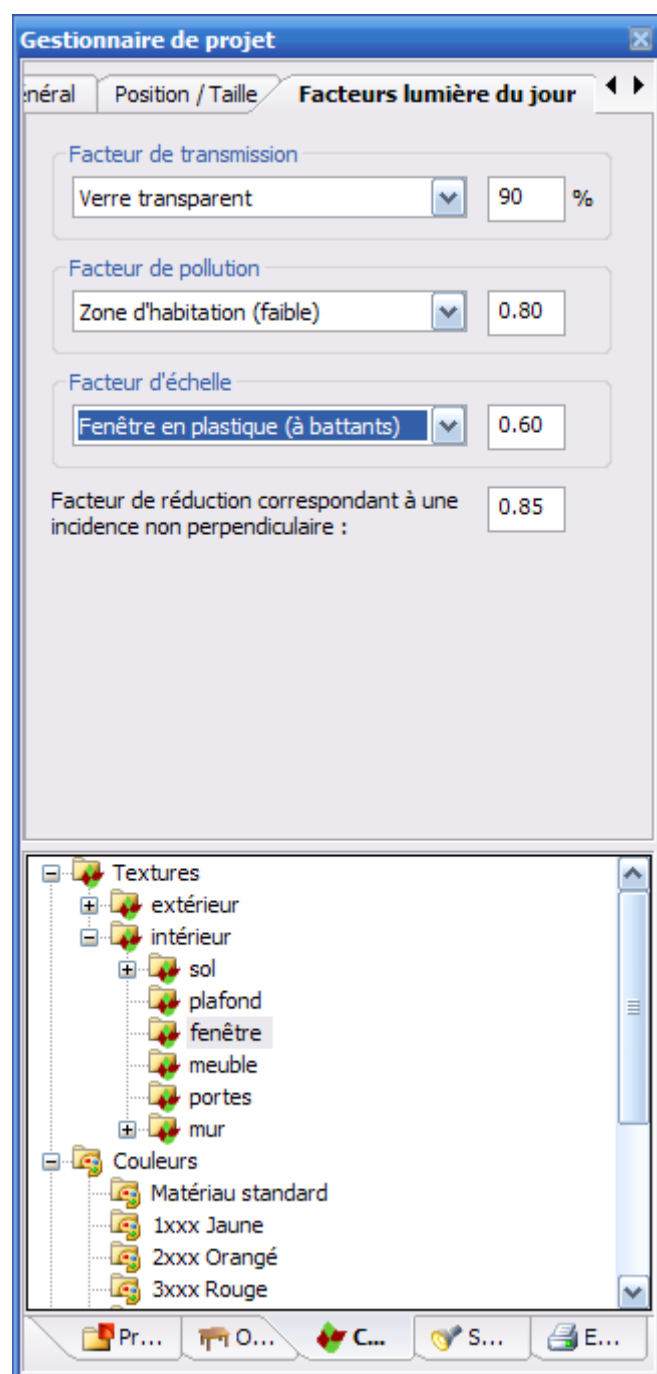 Gestionnaire de projet
énéral Position / Taille Facteurs lumière du jour
Facteur de transmission
Verre transparent 90 %
Facteur de pollution
Zone d'habitation (faible) 0.80
Facteur d'échelle
Fenêtre en plastique (à battants) 0.60
Facteur de réduction correspondant à une
incidence non perpendiculaire : 0.85
Textures
extérieur
intérieur
sol
plafond
fenêtre
meuble
portes
mur
Couleurs
Matériau standard
1xxx Jaune
2xxx Orangé
3xxx Rouge
Pr... O... C... S... E...